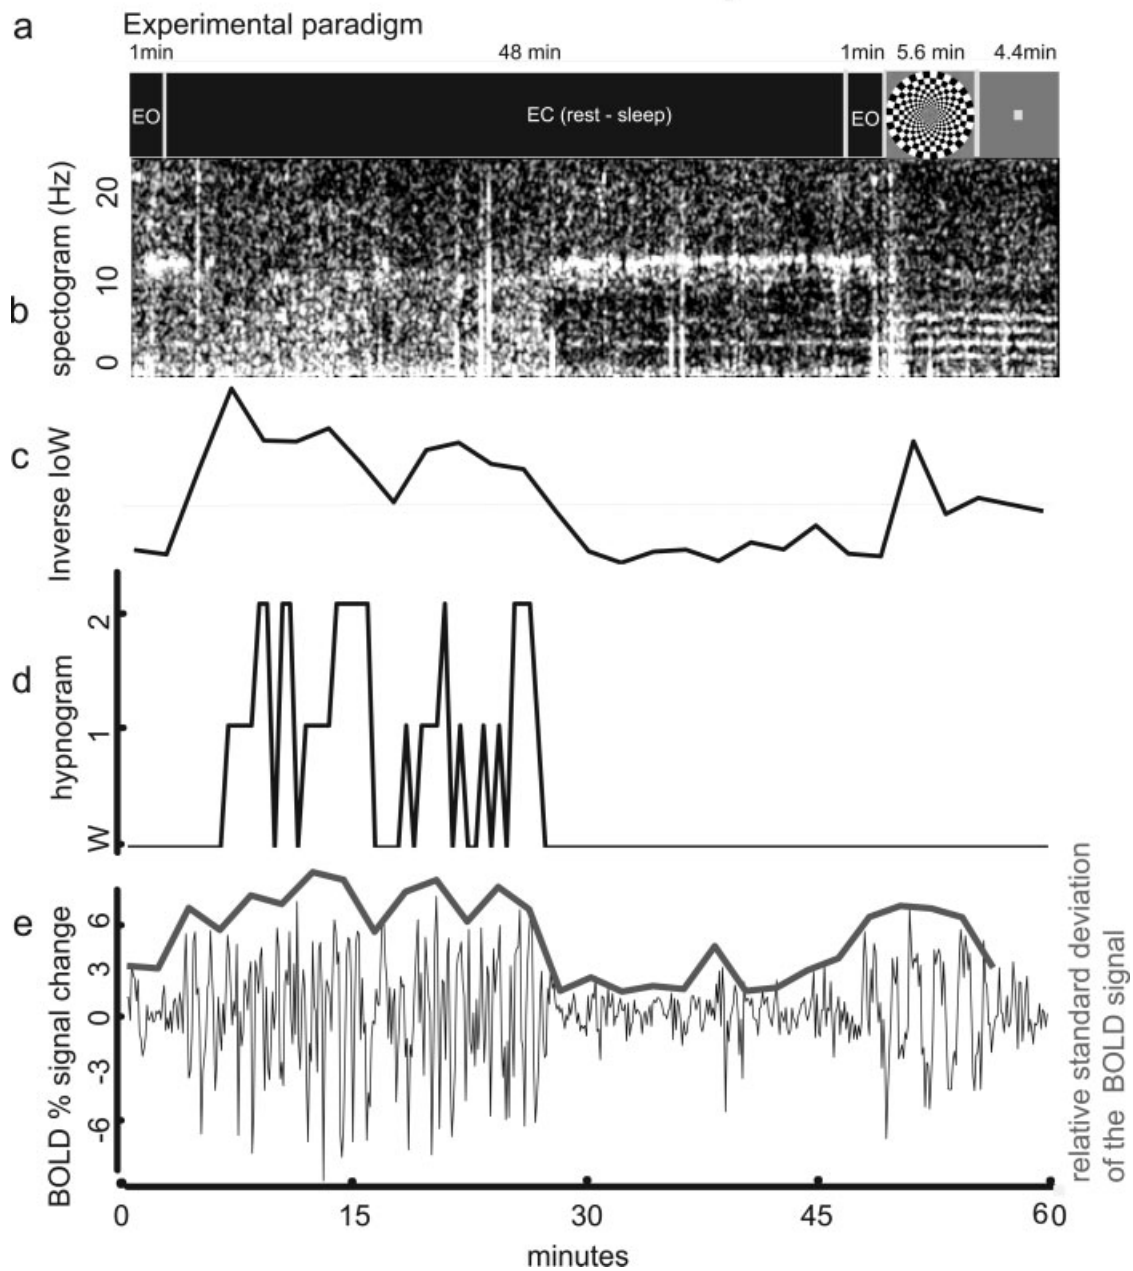 a
Experimental paradigm
1min
48 min
1min
5.6 min
4.4min
EO
EC (rest - sleep)
EO
b
spectogram (Hz)
20
10
0
c
Inverse IoW
d
hypnogram
2
1
W
e
BOLD % signal change
6
3
0
-3
-6
relative standard deviation
of the BOLD signal
0
15
30
45
60
minutes